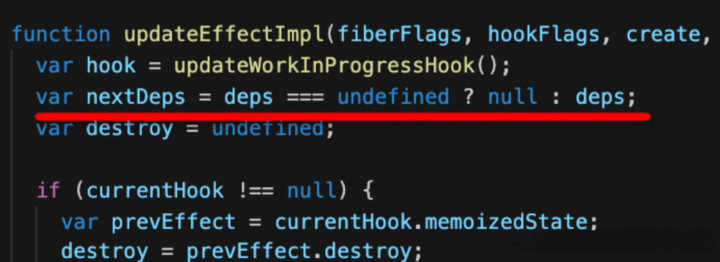 function updateEffectImpl(fiberFlags, hookFlags, create,
var hook = updateWorkInProgressHook();
var nextDeps = deps === undefined ? null : deps;
var destroy = undefined;
if (currentHook !== null) {
var prevEffect = currentHook.memoizedState;
destroy = prevEffect.destroy;